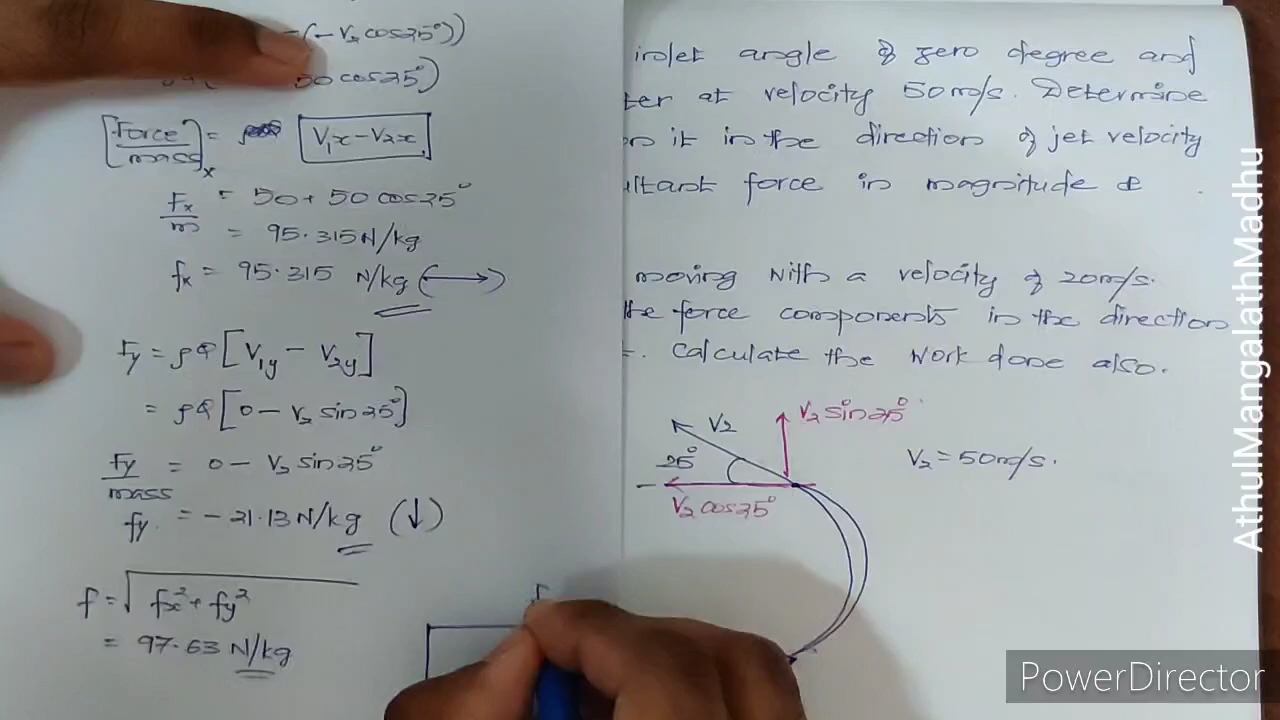 -(-V₂ cos25°))
50 cos25°)
[Force/mass]ₓ = V₁x - V₂x
Fx/m = 50 + 50 cos25°
= 95.315 N/kg
fx = 95.315 N/kg (→)
Fy = ρQ [V₁y - V₂y]
= ρQ [0 - V₂ sin25°]
Fy/mass = 0 - V₂ sin25°
fy = -21.13 N/kg (↓)
f = √fx² + fy²
= 97.63 N/kg
inlet angle of zero degree and
ter at velocity 50m/s. Determine
on it in the direction of jet velocity
ultant force in magnitude &
moving with a velocity of 20m/s.
the force components in the direction
t. Calculate the work done also.
V₂
V₂ sin25°
25°
V₂ cos25°
V₂ = 50m/s.
AthulMangalathMadhu
PowerDirector